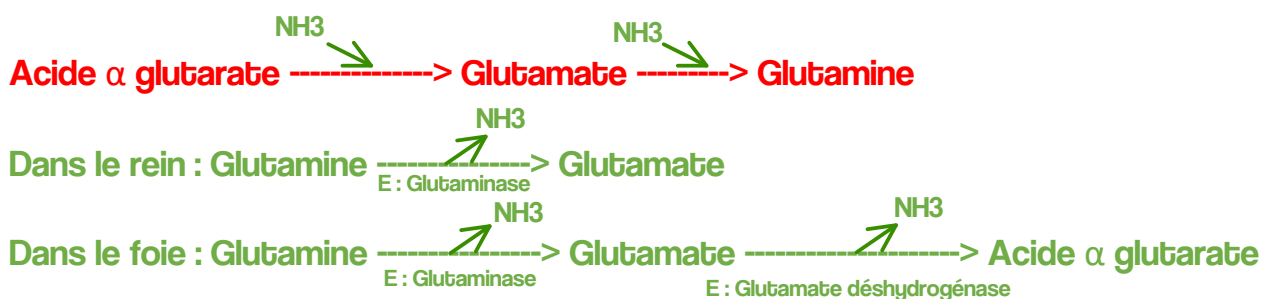 NH3 NH3
Acide α glutarate --------------> Glutamate ---------> Glutamine
NH3
Dans le rein : Glutamine ---------------> Glutamate
E : Glutaminase
NH3 NH3
Dans le foie : Glutamine ----------------> Glutamate ---------------------> Acide α glutarate
E : Glutaminase E : Glutamate déshydrogénase